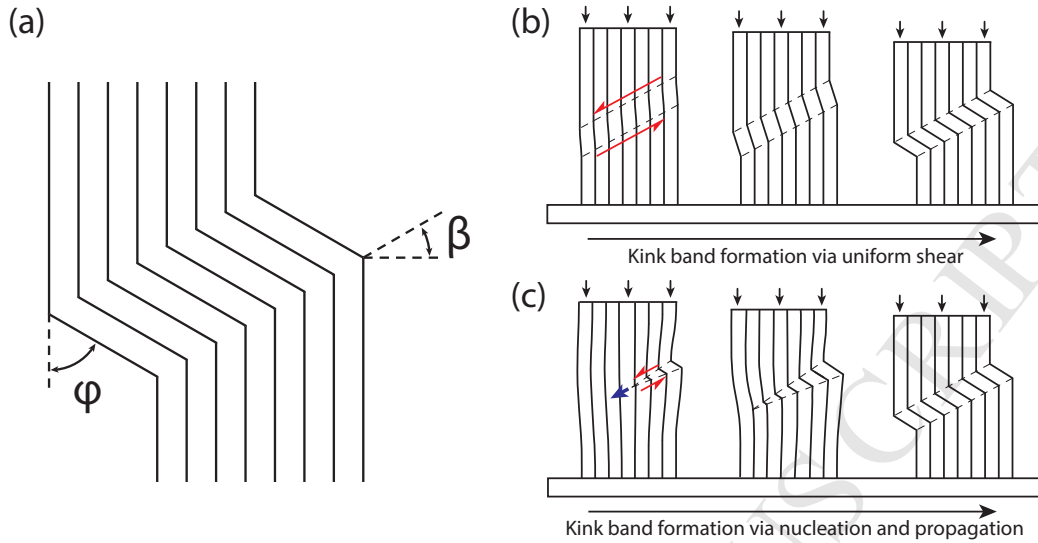 (a)
φ
β
(b)
Kink band formation via uniform shear
(c)
Kink band formation via nucleation and propagation